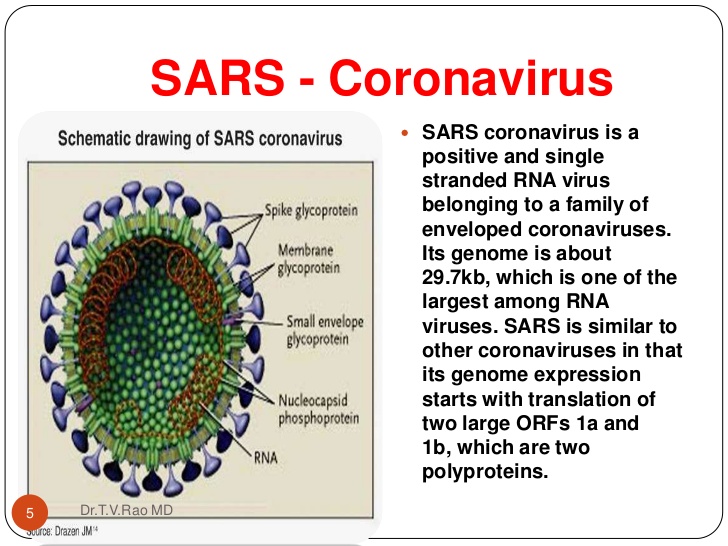 SARS - Coronavirus
Schematic drawing of SARS coronavirus
Spike glycoprotein
Membrane
glycoprotein
Small envelope
glycoprotein
Nucleocapsid
phosphoprotein
RNA
5
Dr.T.V.Rao MD
Source: Drazen JM14
• SARS coronavirus is a
positive and single
stranded RNA virus
belonging to a family of
enveloped coronaviruses.
Its genome is about
29.7kb, which is one of the
largest among RNA
viruses. SARS is similar to
other coronaviruses in that
its genome expression
starts with translation of
two large ORFs 1a and
1b, which are two
polyproteins.